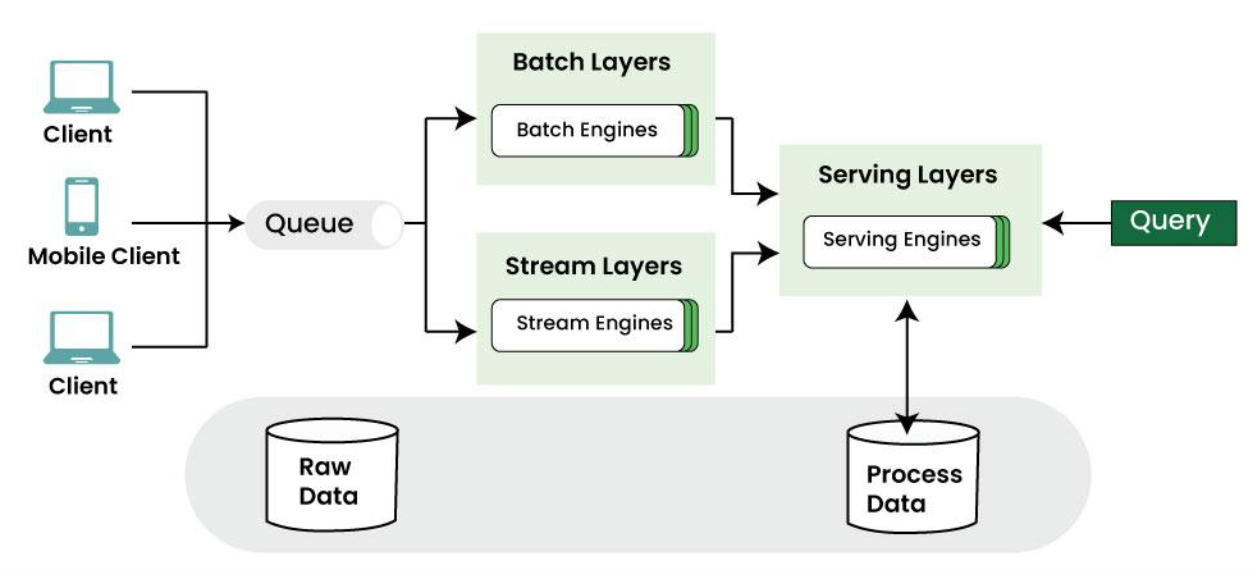 Client
Mobile Client
Client
Queue
Batch Layers
Batch Engines
Stream Layers
Stream Engines
Serving Layers
Serving Engines
Query
Raw
Data
Process
Data